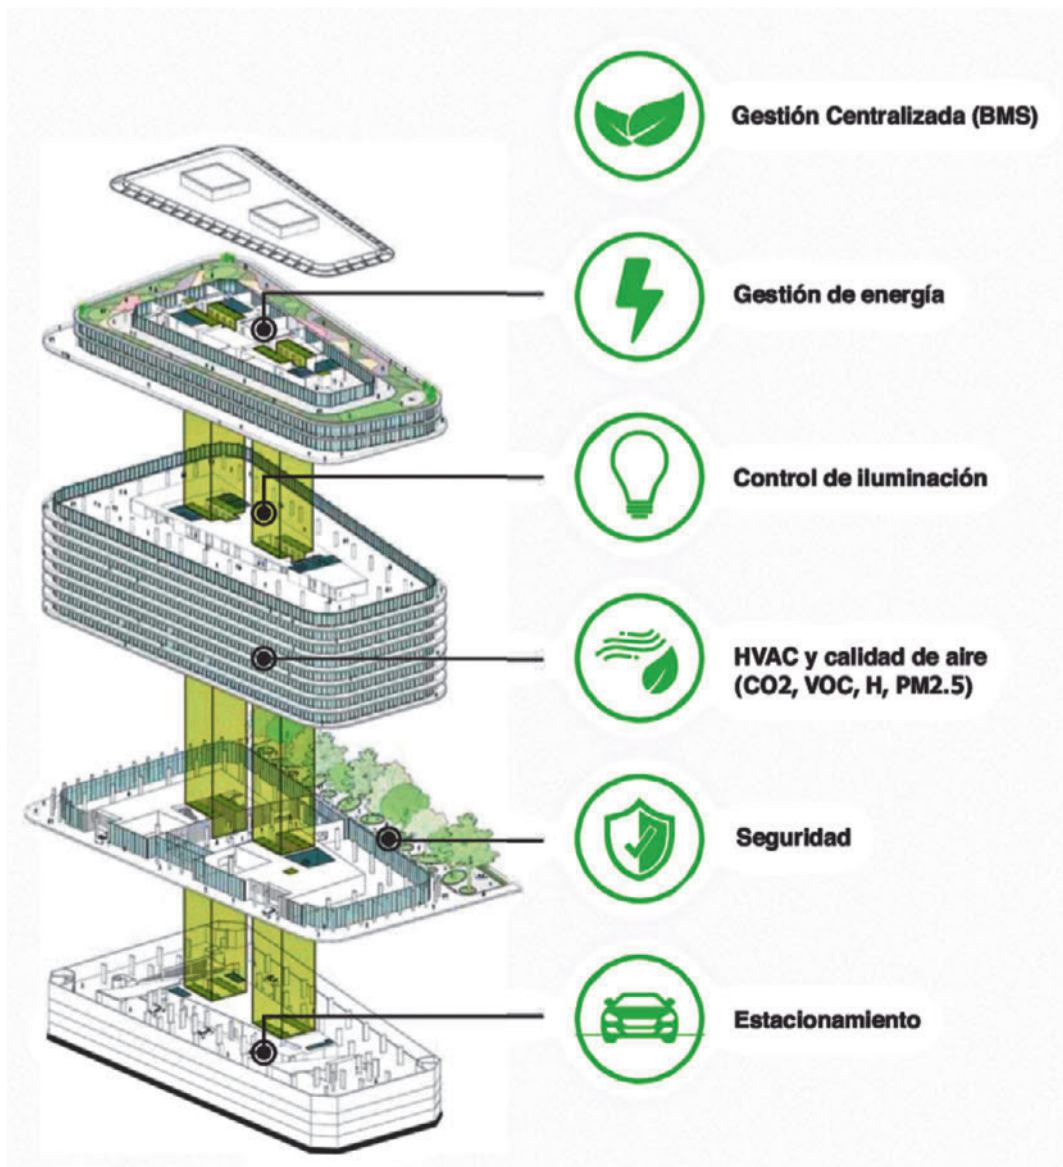 Gestión Centralizada (BMS)
Gestión de energía
Control de iluminación
HVAC y calidad de aire
(CO2, VOC, H, PM2.5)
Seguridad
Estacionamiento